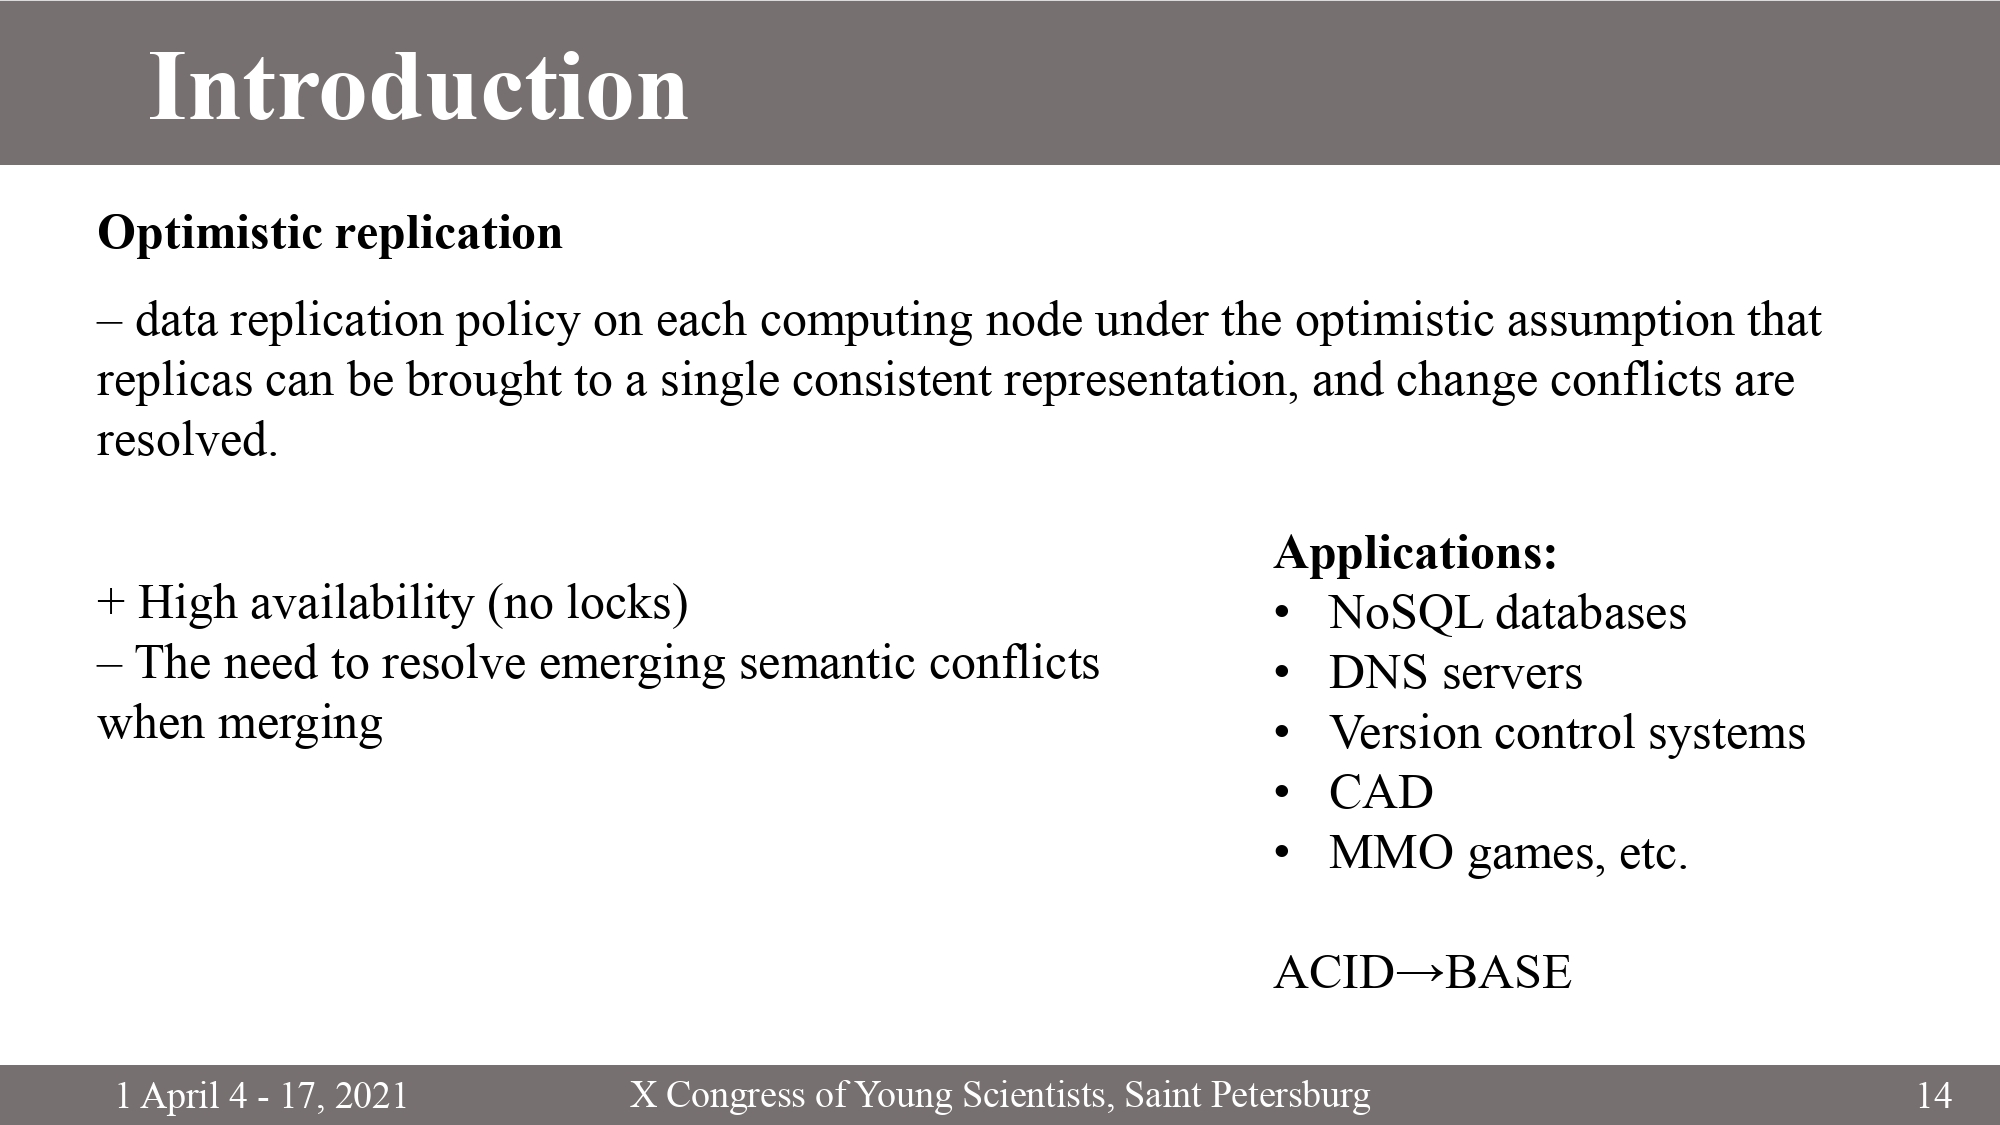 Introduction
Optimistic replication
– data replication policy on each computing node under the optimistic assumption that
replicas can be brought to a single consistent representation, and change conflicts are
resolved.
+ High availability (no locks)
– The need to resolve emerging semantic conflicts
when merging
Applications:
• NoSQL databases
• DNS servers
• Version control systems
• CAD
• MMO games, etc.
ACID→BASE
1 April 4 - 17, 2021
X Congress of Young Scientists, Saint Petersburg
14